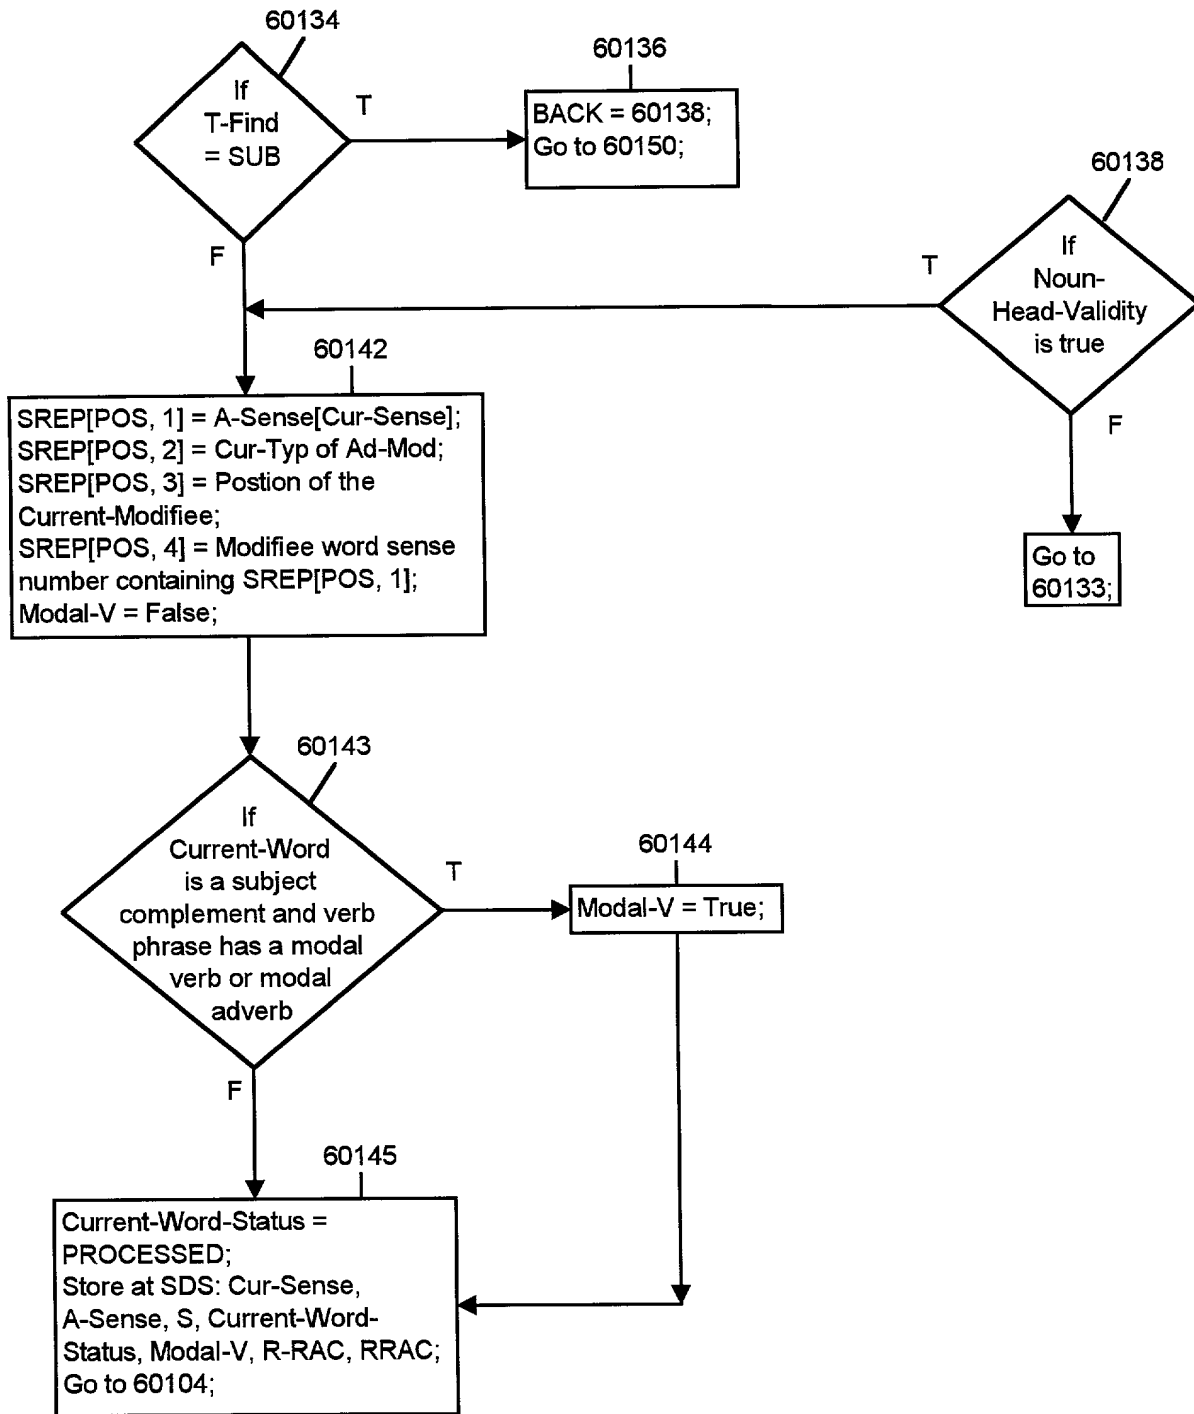 60134
If
T-Find
= SUB
T
F
60136
BACK = 60138;
Go to 60150;
60138
If
Noun-
Head-Validity
is true
T
F
Go to
60133;
60142
SREP[POS, 1] = A-Sense[Cur-Sense];
SREP[POS, 2] = Cur-Typ of Ad-Mod;
SREP[POS, 3] = Postion of the
Current-Modifiee;
SREP[POS, 4] = Modifiee word sense
number containing SREP[POS, 1];
Modal-V = False;
60143
If
Current-Word
is a subject
complement and verb
phrase has a modal
verb or modal
adverb
T
F
60144
Modal-V = True;
60145
Current-Word-Status =
PROCESSED;
Store at SDS: Cur-Sense,
A-Sense, S, Current-Word-
Status, Modal-V, R-RAC, RRAC;
Go to 60104;